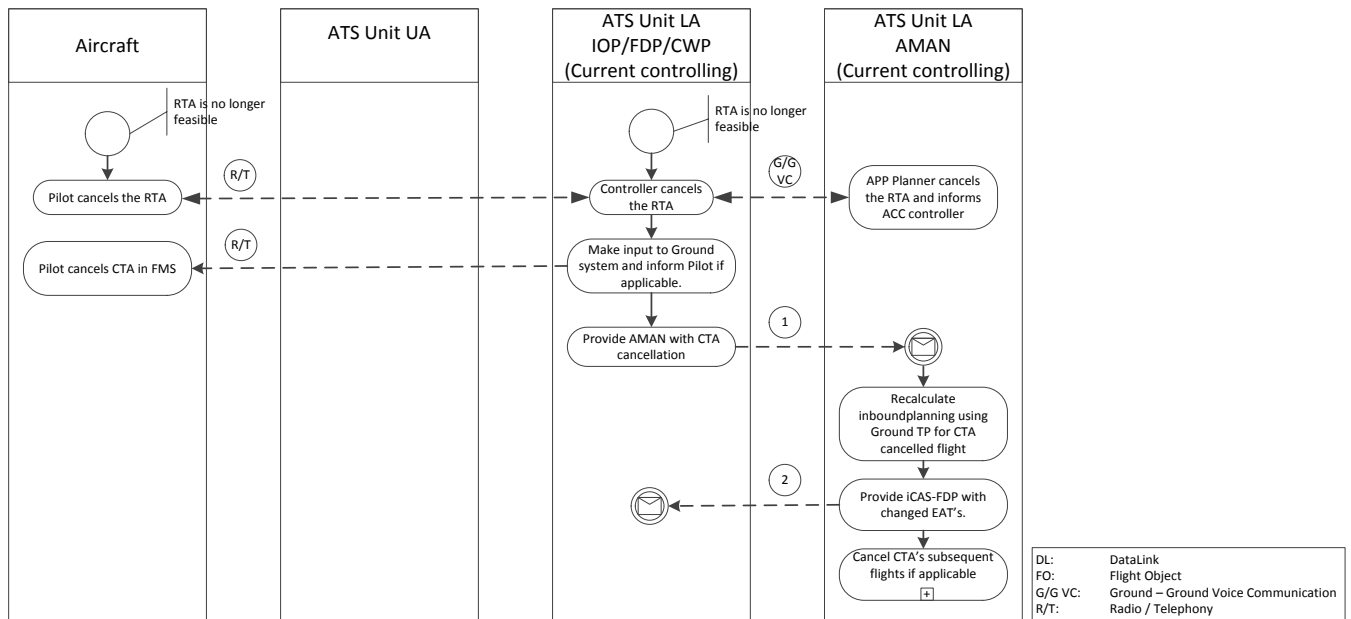 Aircraft
ATS Unit UA
ATS Unit LA
IOP/FDP/CWP
(Current controlling)
ATS Unit LA
AMAN
(Current controlling)
RTA is no longer
feasible
RTA is no longer
feasible
R/T
G/G
VC
Pilot cancels the RTA
Controller cancels
the RTA
APP Planner cancels
the RTA and informs
ACC controller
R/T
Pilot cancels CTA in FMS
Make input to Ground
system and inform Pilot if
applicable.
1
Provide AMAN with CTA
cancellation
Recalculate
inboundplanning using
Ground TP for CTA
cancelled flight
2
Provide iCAS-FDP with
changed EAT's.
Cancel CTA's subsequent
flights if applicable
+
DL: DataLink
FO: Flight Object
G/G VC: Ground – Ground Voice Communication
R/T: Radio / Telephony